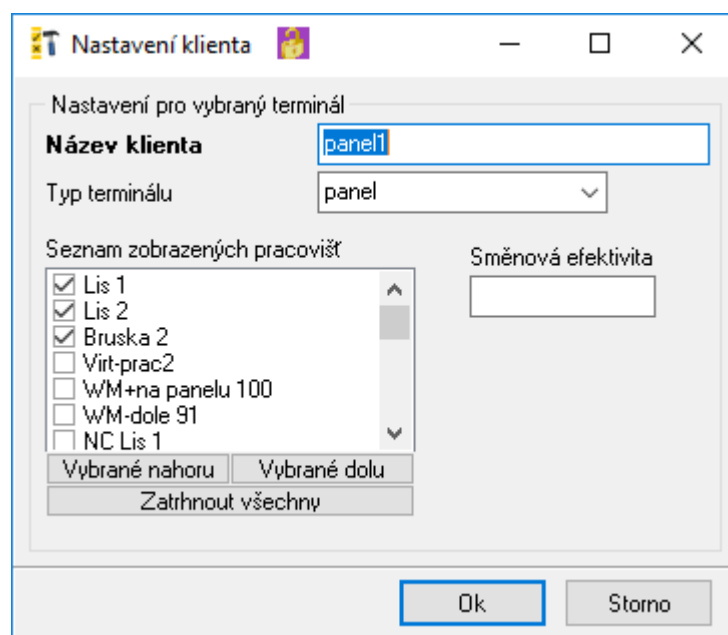 Nastavení klienta
Nastavení pro vybraný terminál
Název klienta panel1
Typ terminálu panel
Seznam zobrazených pracovišť
Směnová efektivita
Lis 1
Lis 2
Bruska 2
Virt-prac2
WM+na panelu 100
WM-dole 91
NC Lis 1
Vybrané nahoru Vybrané dolu
Zatrhnout všechny
Ok Storno